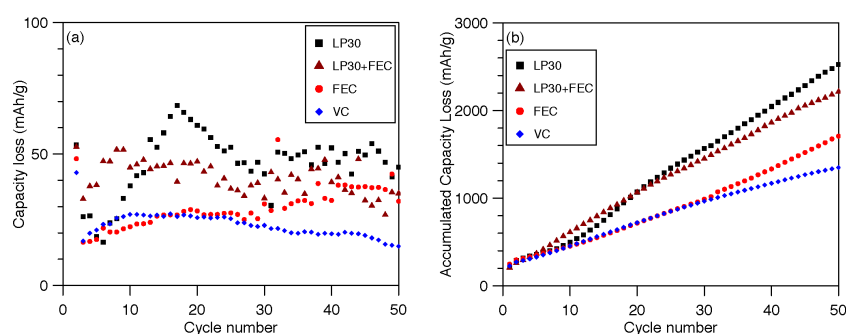 (a)
LP30
LP30+FEC
FEC
VC
Capacity loss (mAh/g)
100
50
0
0 10 20 30 40 50
Cycle number
(b)
LP30
LP30+FEC
FEC
VC
Accumulated Capacity Loss (mAh/g)
3000
2000
1000
0
0 10 20 30 40 50
Cycle number